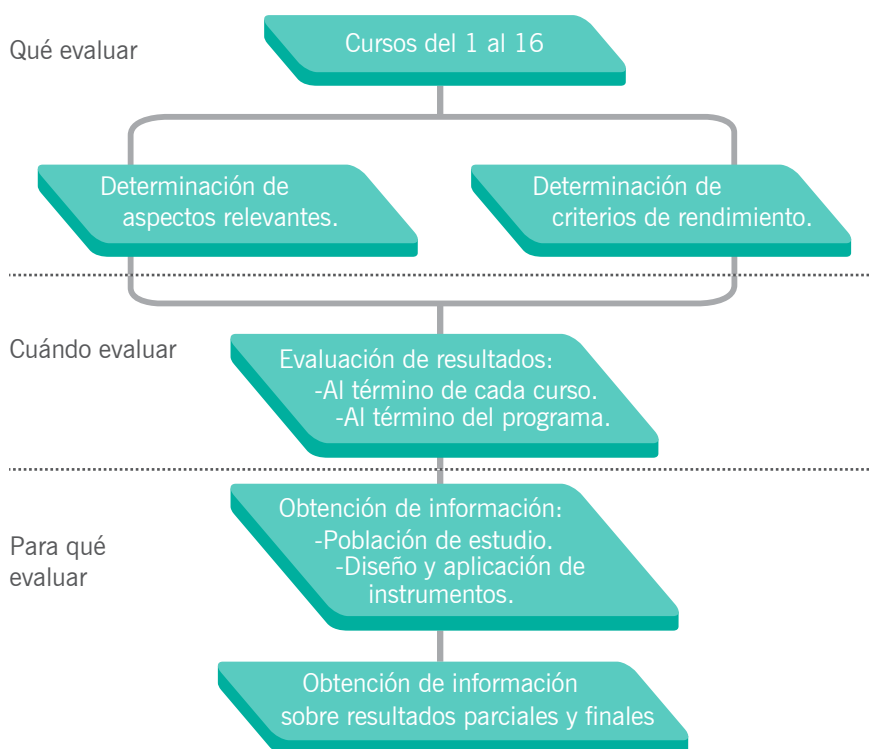 Qué evaluar
Cursos del 1 al 16
Determinación de
aspectos relevantes.
Determinación de
criterios de rendimiento.
Cuándo evaluar
Evaluación de resultados:
-Al término de cada curso.
-Al término del programa.
Para qué
evaluar
Obtención de información:
-Población de estudio.
-Diseño y aplicación de
instrumentos.
Obtención de información
sobre resultados parciales y finales